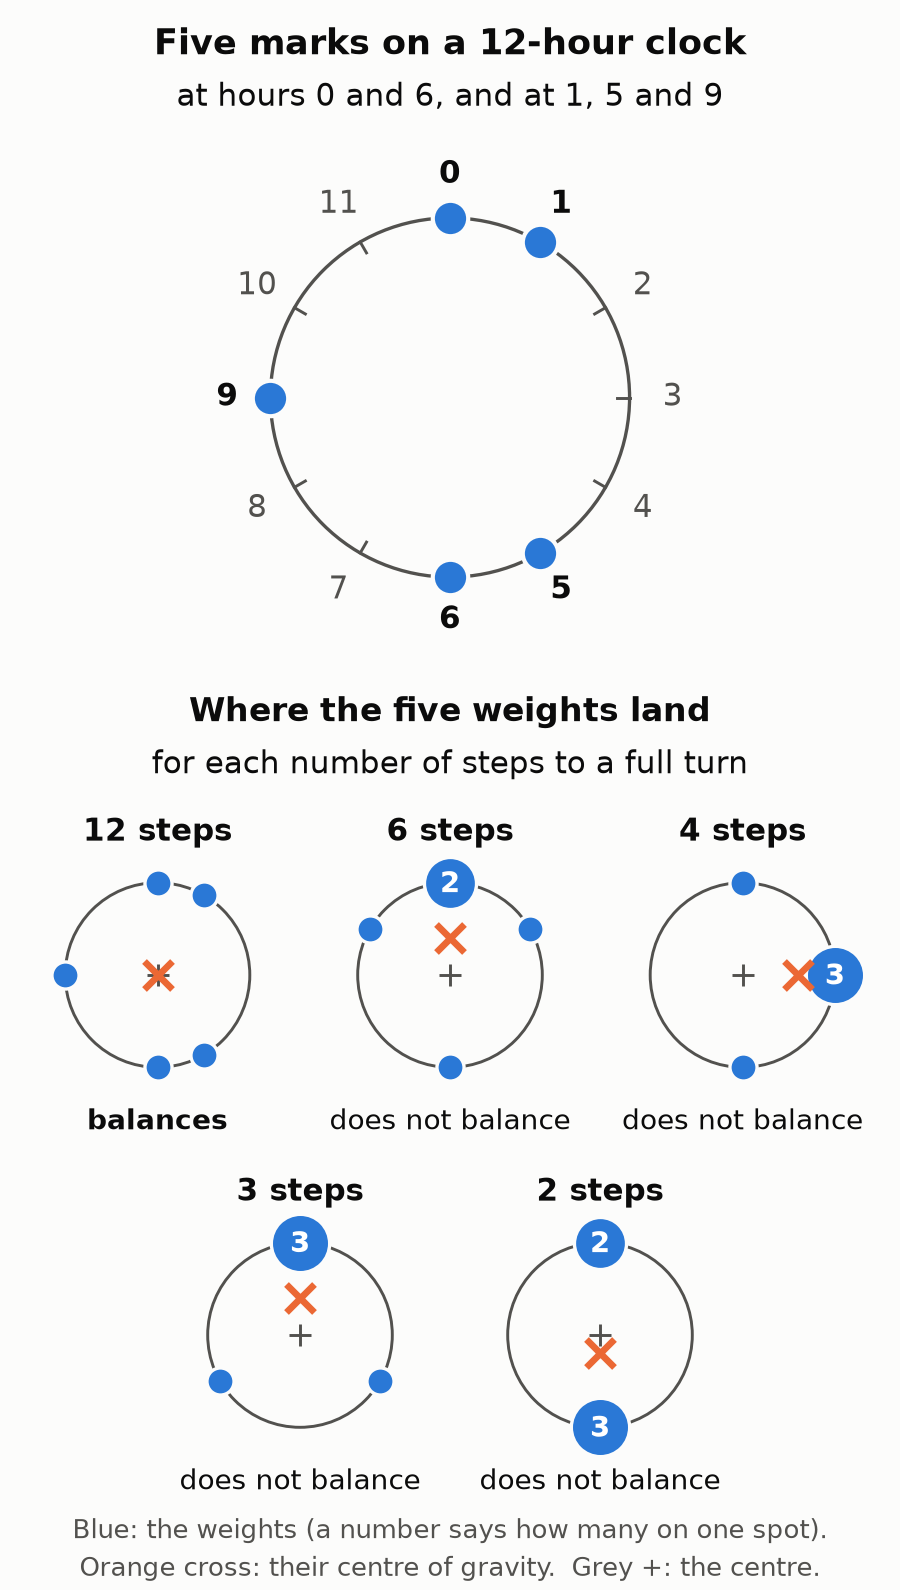 Five marks on a 12-hour clock
at hours 0 and 6, and at 1, 5 and 9
0
11
1
10
2
9
3
8
4
7
5
6
Where the five weights land
for each number of steps to a full turn
12 steps
6 steps
4 steps
2
3
balances
does not balance
does not balance
3 steps
2 steps
3
2
3
does not balance
does not balance
Blue: the weights (a number says how many on one spot).
Orange cross: their centre of gravity. Grey +: the centre.